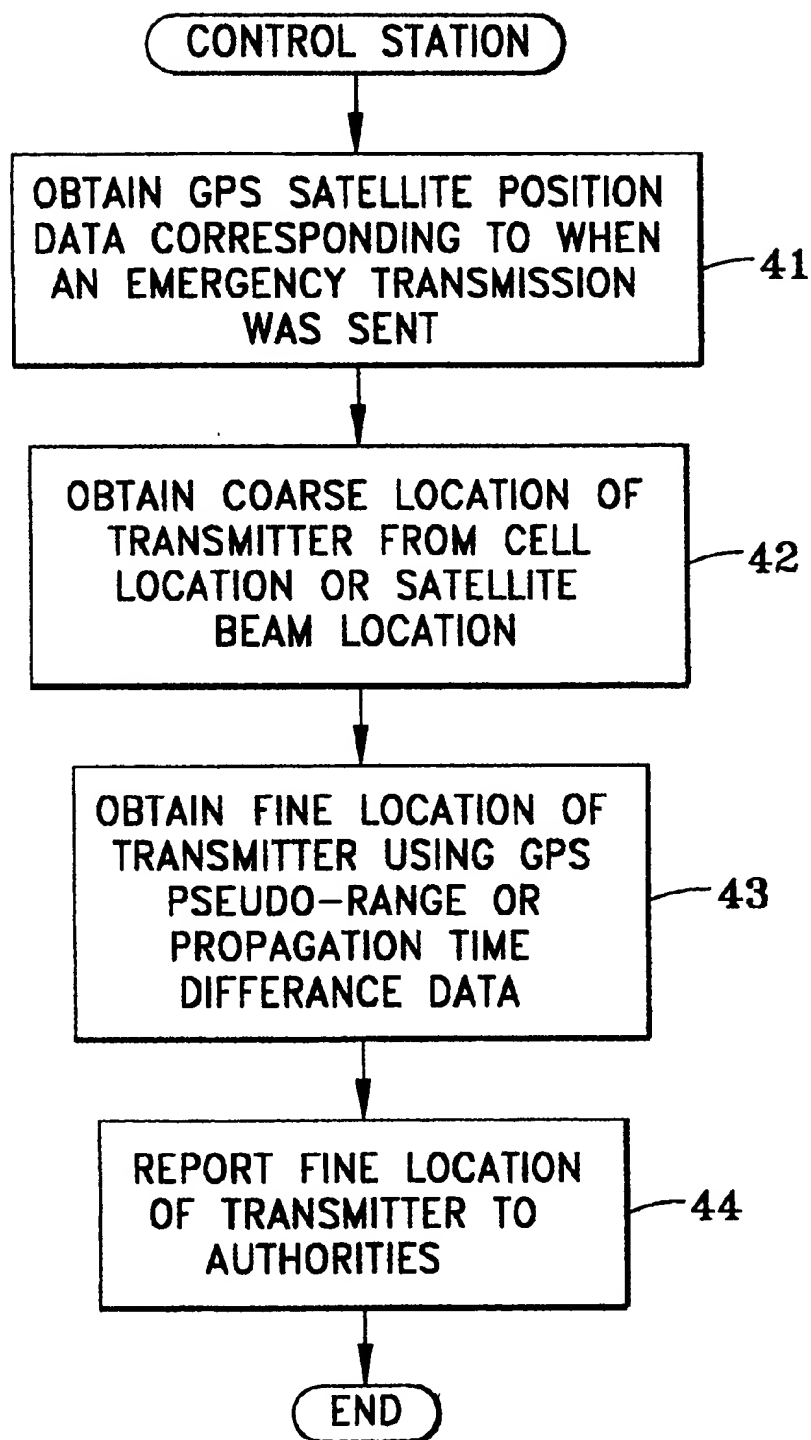 CONTROL STATION
OBTAIN GPS SATELLITE POSITION
DATA CORRESPONDING TO WHEN
AN EMERGENCY TRANSMISSION
WAS SENT
41
OBTAIN COARSE LOCATION OF
TRANSMITTER FROM CELL
LOCATION OR SATELLITE
BEAM LOCATION
42
OBTAIN FINE LOCATION OF
TRANSMITTER USING GPS
PSEUDO-RANGE OR
PROPAGATION TIME
DIFFERANCE DATA
43
REPORT FINE LOCATION
OF TRANSMITTER TO
AUTHORITIES
44
END